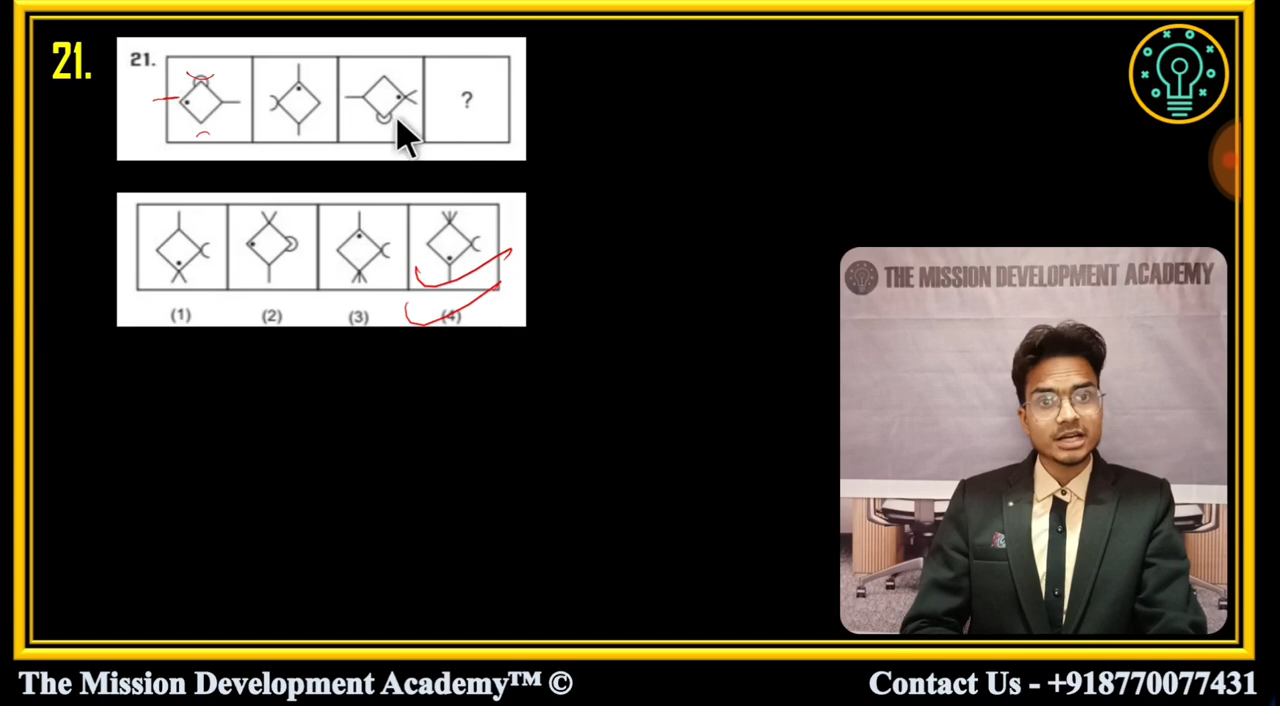 21.
21.
?
(1) (2) (3) (4)
THE MISSION DEVELOPMENT ACADEMY
The Mission Development Academy™ ©
Contact Us - +918770077431